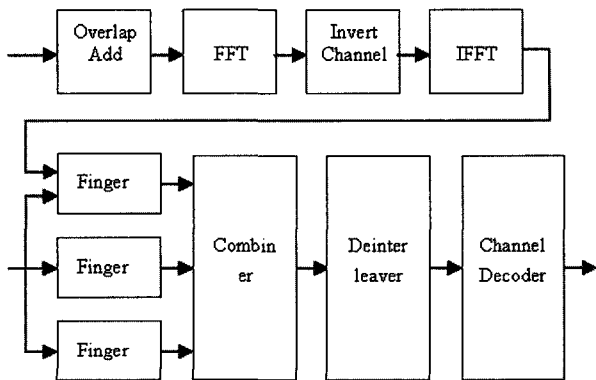 Overlap
Add
FFT
Invert
Channel
IFFT
Finger
Finger
Finger
Combin
er
Deinter
leaver
Channel
Decoder